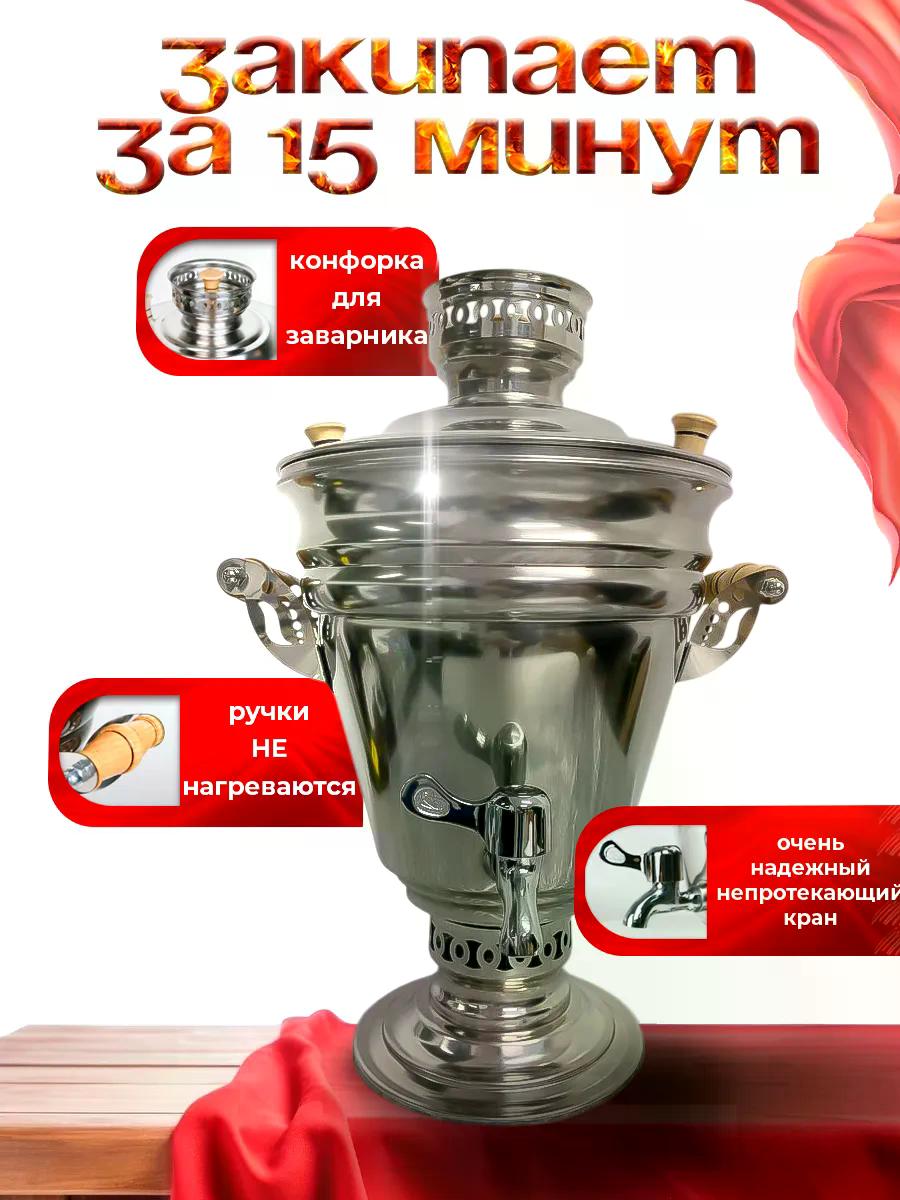 закипает
за 15 минут
конфорка
для
заварника
ручки
НЕ
нагреваются
очень
надежный
непротекающий
кран